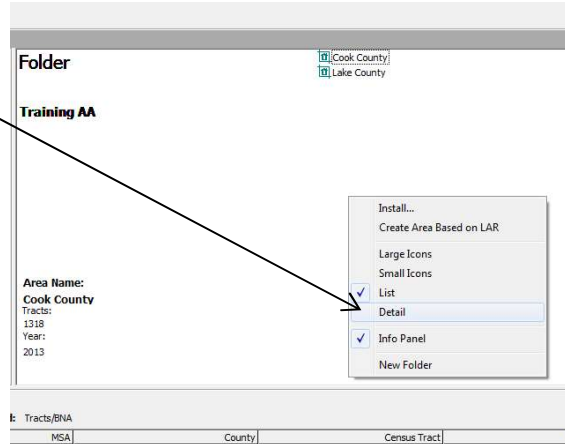 Folder
Cook County
Lake County
Training AA
Install...
Create Area Based on LAR
Large Icons
Small Icons
List
Detail
Info Panel
New Folder
Area Name:
Cook County
Tracts:
1318
Year:
2013
Tracts/BNA
MSA County Census Tract